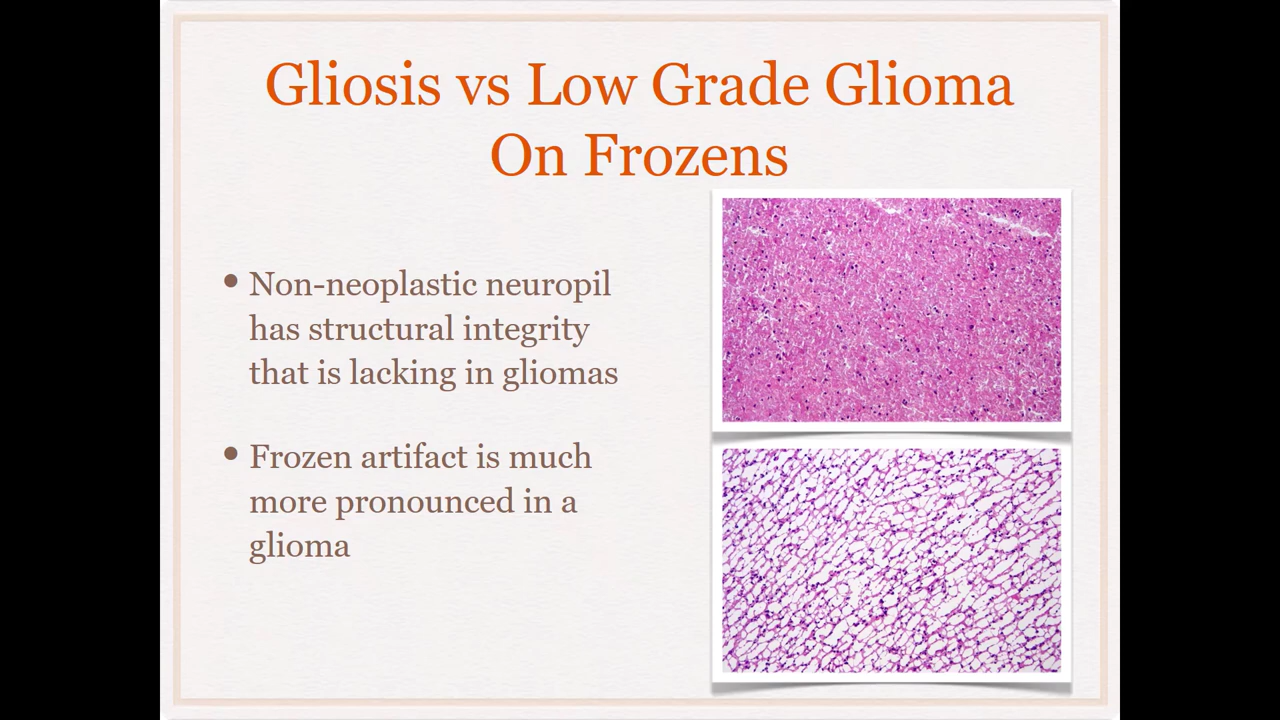 Gliosis vs Low Grade Glioma
On Frozens
• Non-neoplastic neuropil
has structural integrity
that is lacking in gliomas
• Frozen artifact is much
more pronounced in a
glioma